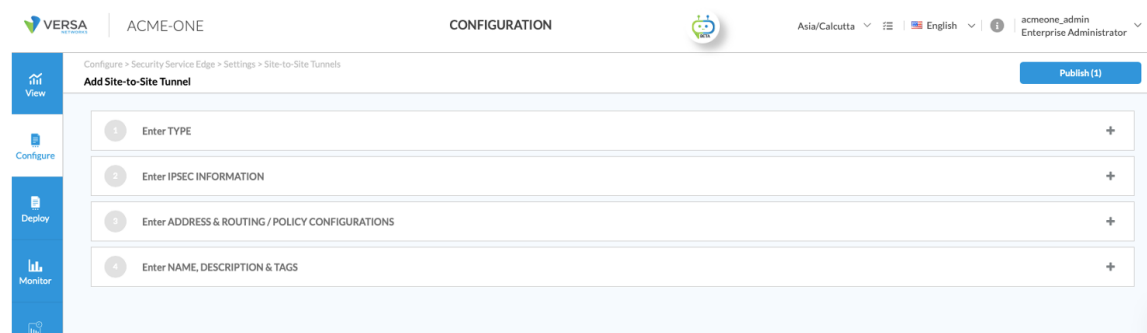 VERSA
NETWORKS
ACME-ONE
CONFIGURATION
BETA
Asia/Calcutta
English
acmeone_admin
Enterprise Administrator
Configure > Security Service Edge > Settings > Site-to-Site Tunnels
Add Site-to-Site Tunnel
Publish (1)
View
Configure
Deploy
Monitor
1 Enter TYPE +
2 Enter IPSEC INFORMATION +
3 Enter ADDRESS & ROUTING / POLICY CONFIGURATIONS +
4 Enter NAME, DESCRIPTION & TAGS +